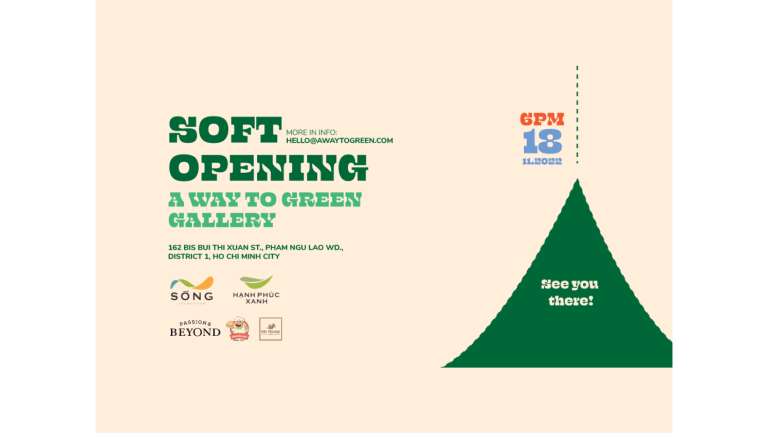 SOFT
MORE IN INFO:
HELLO@AWAYTOGREEN.COM
OPENING
A WAY TO GREEN
GALLERY
162 BIS BUI THI XUAN ST., PHAM NGU LAO WD.,
DISTRICT 1, HO CHI MINH CITY
SỐNG
HẠNH PHÚC
XANH
PASSION &
BEYOND
6PM
18
11.2022
See you
there!